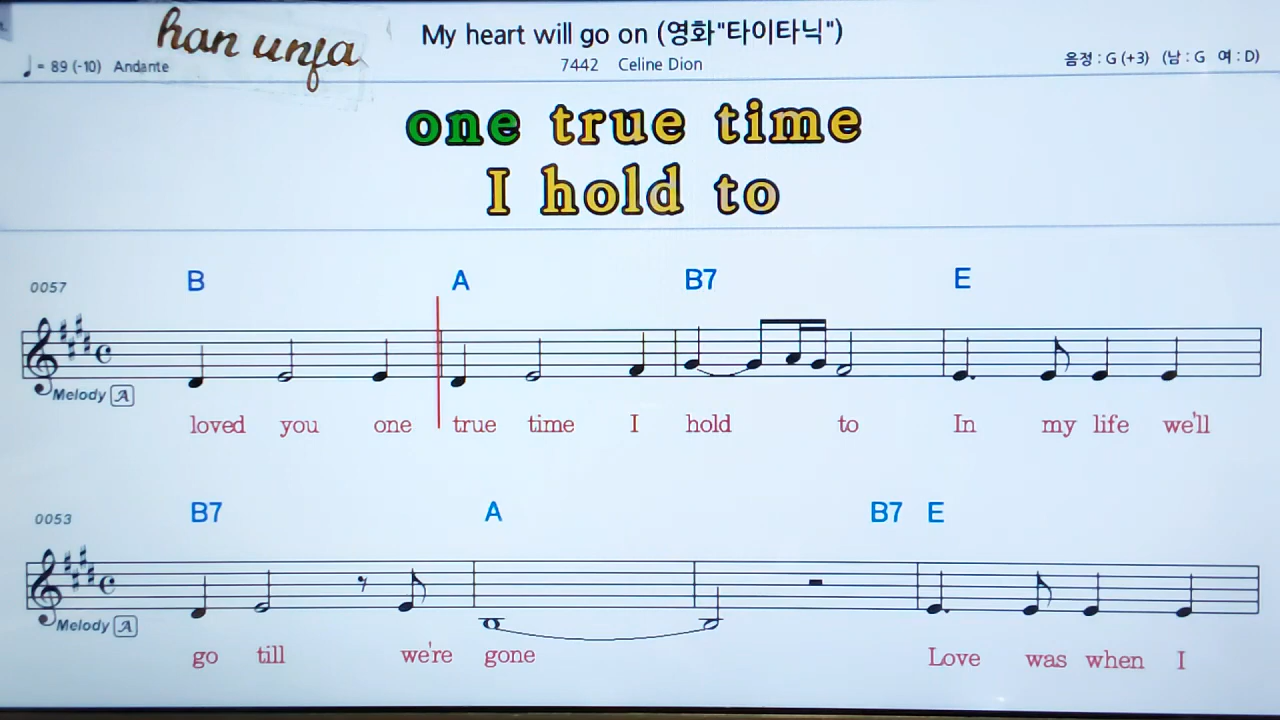 han unfa
My heart will go on (영화"타이타닉")
♩ = 89 (-10) Andante
7442 Celine Dion
음정 : G (+3) (남 : G 여 : D)
one true time
I hold to
0057
B A B7 E
Melody A
loved you one true time I hold to In my life we'll
0053
B7 A B7 E
Melody A
go till we're gone Love was when I